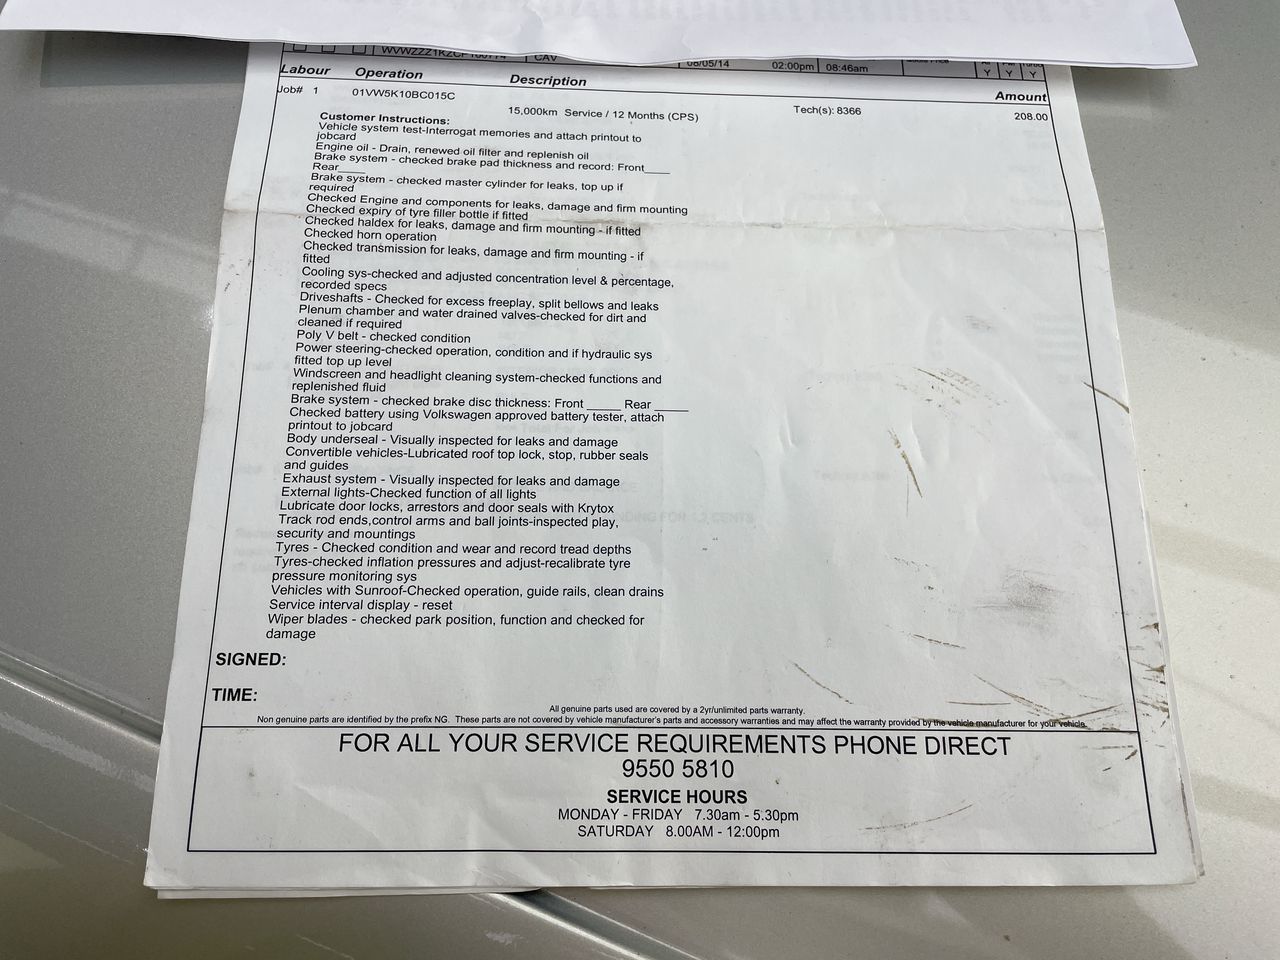 CAV
06/05/14 02:00pm 08:46am
Y Y Y
Labour Operation Description Amount
Job# 1 01VW5K10BC015C 15,000km Service / 12 Months (CPS) Tech(s): 8366 208.00
Customer Instructions:
Vehicle system test-Interrogat memories and attach printout to
jobcard
Engine oil - Drain, renewed oil filter and replenish oil
Brake system - checked brake pad thickness and record: Front____
Rear____
Brake system - checked master cylinder for leaks, top up if
required
Checked Engine and components for leaks, damage and firm mounting
Checked expiry of tyre filler bottle if fitted
Checked haldex for leaks, damage and firm mounting - if fitted
Checked horn operation
Checked transmission for leaks, damage and firm mounting - if
fitted
Cooling sys-checked and adjusted concentration level & percentage,
recorded specs
Driveshafts - Checked for excess freeplay, split bellows and leaks
Plenum chamber and water drained valves-checked for dirt and
cleaned if required
Poly V belt - checked condition
Power steering-checked operation, condition and if hydraulic sys
fitted top up level
Windscreen and headlight cleaning system-checked functions and
replenished fluid
Brake system - checked brake disc thickness: Front _____ Rear _____
Checked battery using Volkswagen approved battery tester, attach
printout to jobcard
Body underseal - Visually inspected for leaks and damage
Convertible vehicles-Lubricated roof top lock, stop, rubber seals
and guides
Exhaust system - Visually inspected for leaks and damage
External lights-Checked function of all lights
Lubricate door locks, arrestors and door seals with Krytox
Track rod ends,control arms and ball joints-inspected play,
security and mountings
Tyres - Checked condition and wear and record tread depths
Tyres-checked inflation pressures and adjust-recalibrate tyre
pressure monitoring sys
Vehicles with Sunroof-Checked operation, guide rails, clean drains
Service interval display - reset
Wiper blades - checked park position, function and checked for
damage
SIGNED:
TIME:
All genuine parts used are covered by a 2yr/unlimited parts warranty.
Non genuine parts are identified by the prefix NG. These parts are not covered by vehicle manufacturer's parts and accessory warranties and may affect the warranty provided by the vehicle manufacturer for your vehicle.
FOR ALL YOUR SERVICE REQUIREMENTS PHONE DIRECT
9550 5810
SERVICE HOURS
MONDAY - FRIDAY 7.30am - 5.30pm
SATURDAY 8.00AM - 12:00pm